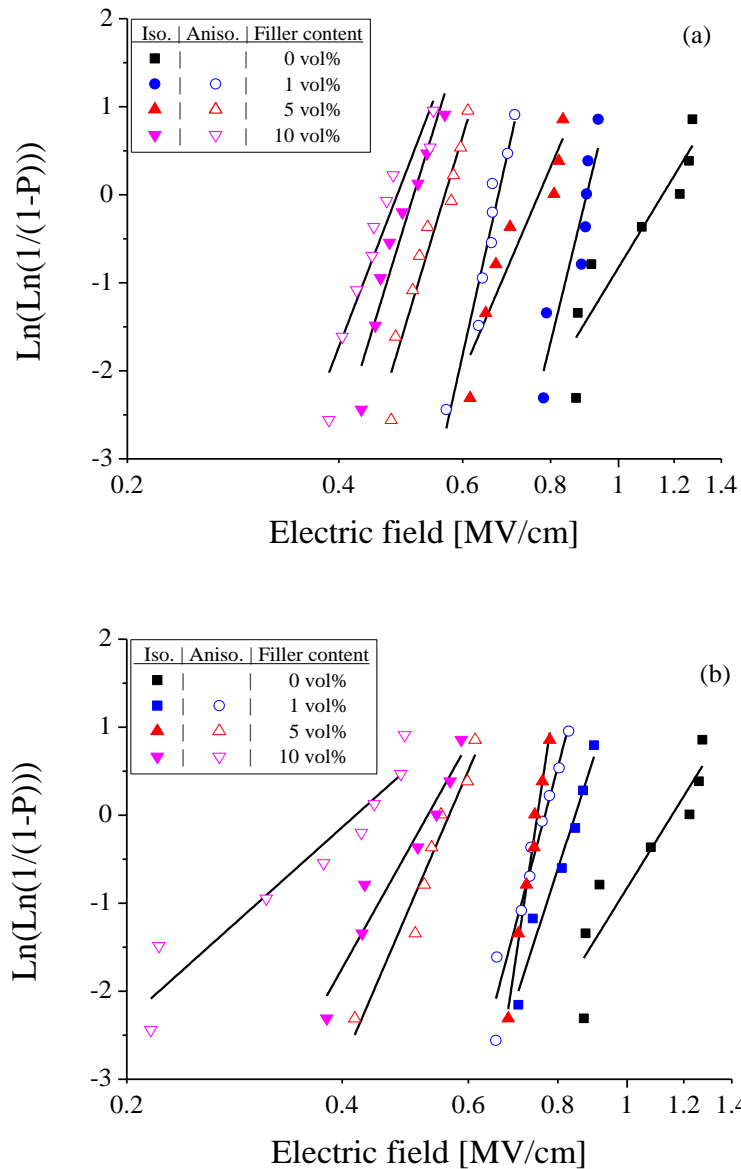 2
(a)
Iso. | Aniso. | Filler content
0 vol%
|
1 vol%
|
5 vol%
|
10 vol%
|
1
0
-1
-2
-3
Ln(Ln(1/(1-P)))
0.2 0.4 0.6 0.8 1 1.2 1.4
Electric field [MV/cm]
2
(b)
Iso. | Aniso. | Filler content
| 0 vol%
| 1 vol%
| 5 vol%
| 10 vol%
1
0
-1
-2
-3
Ln(Ln(1/(1-P)))
0.2 0.4 0.6 0.8 1 1.2 1.4
Electric field [MV/cm]